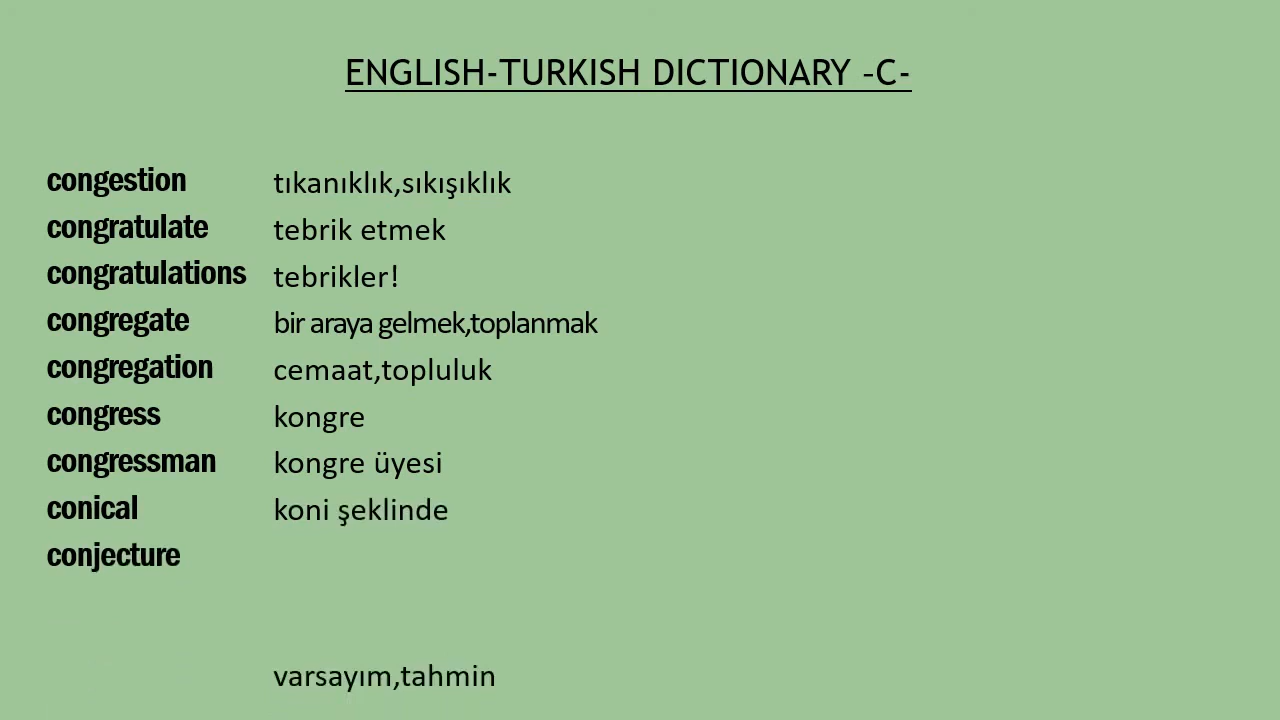 ENGLISH-TURKISH DICTIONARY –C-
congestion tıkanıklık,sıkışıklık
congratulate tebrik etmek
congratulations tebrikler!
congregate bir araya gelmek,toplanmak
congregation cemaat,topluluk
congress kongre
congressman kongre üyesi
conical koni şeklinde
conjecture
varsayım,tahmin